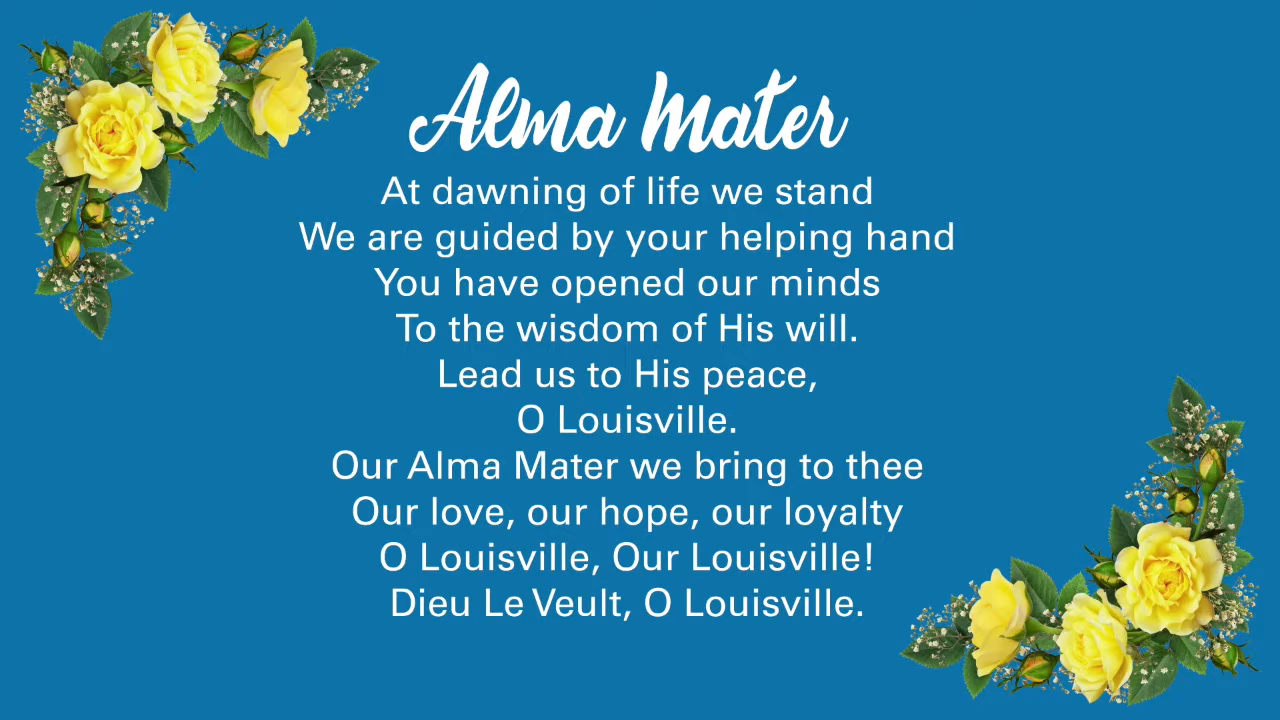 Alma Mater
At dawning of life we stand
We are guided by your helping hand
You have opened our minds
To the wisdom of His will.
Lead us to His peace,
O Louisville.
Our Alma Mater we bring to thee
Our love, our hope, our loyalty
O Louisville, Our Louisville!
Dieu Le Veult, O Louisville.